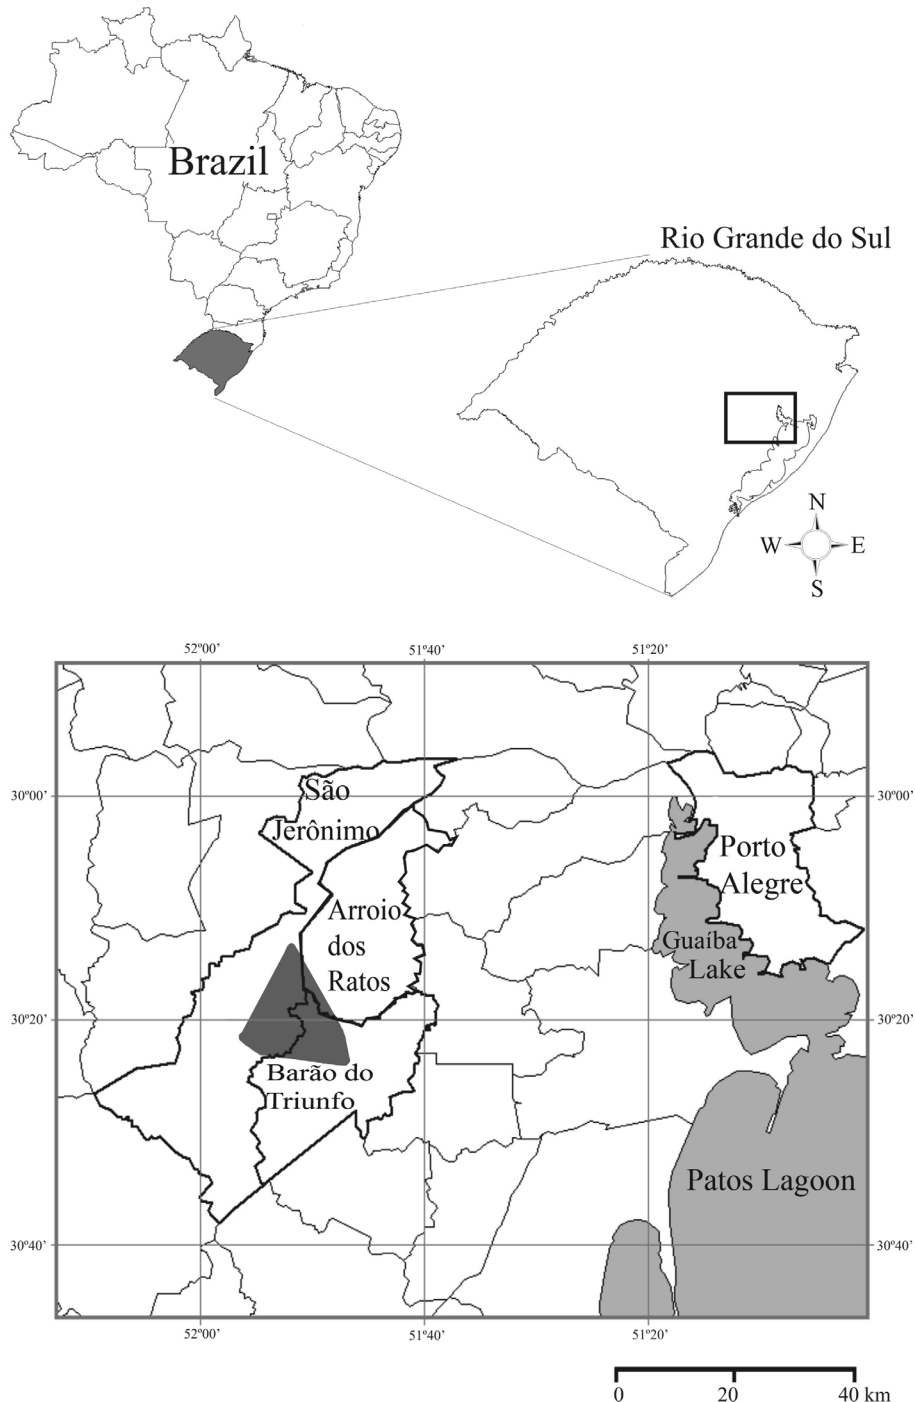 Brazil
Rio Grande do Sul
N
W E
S
52º00' 51º40' 51º20'
30º00' 30º00'
São
Jerônimo
Porto
Alegre
Arroio
dos
Ratos
Guaíba
Lake
30º20' 30º20'
Barão do
Triunfo
Patos Lagoon
30º40' 30º40'
52º00' 51º40' 51º20'
0 20 40 km